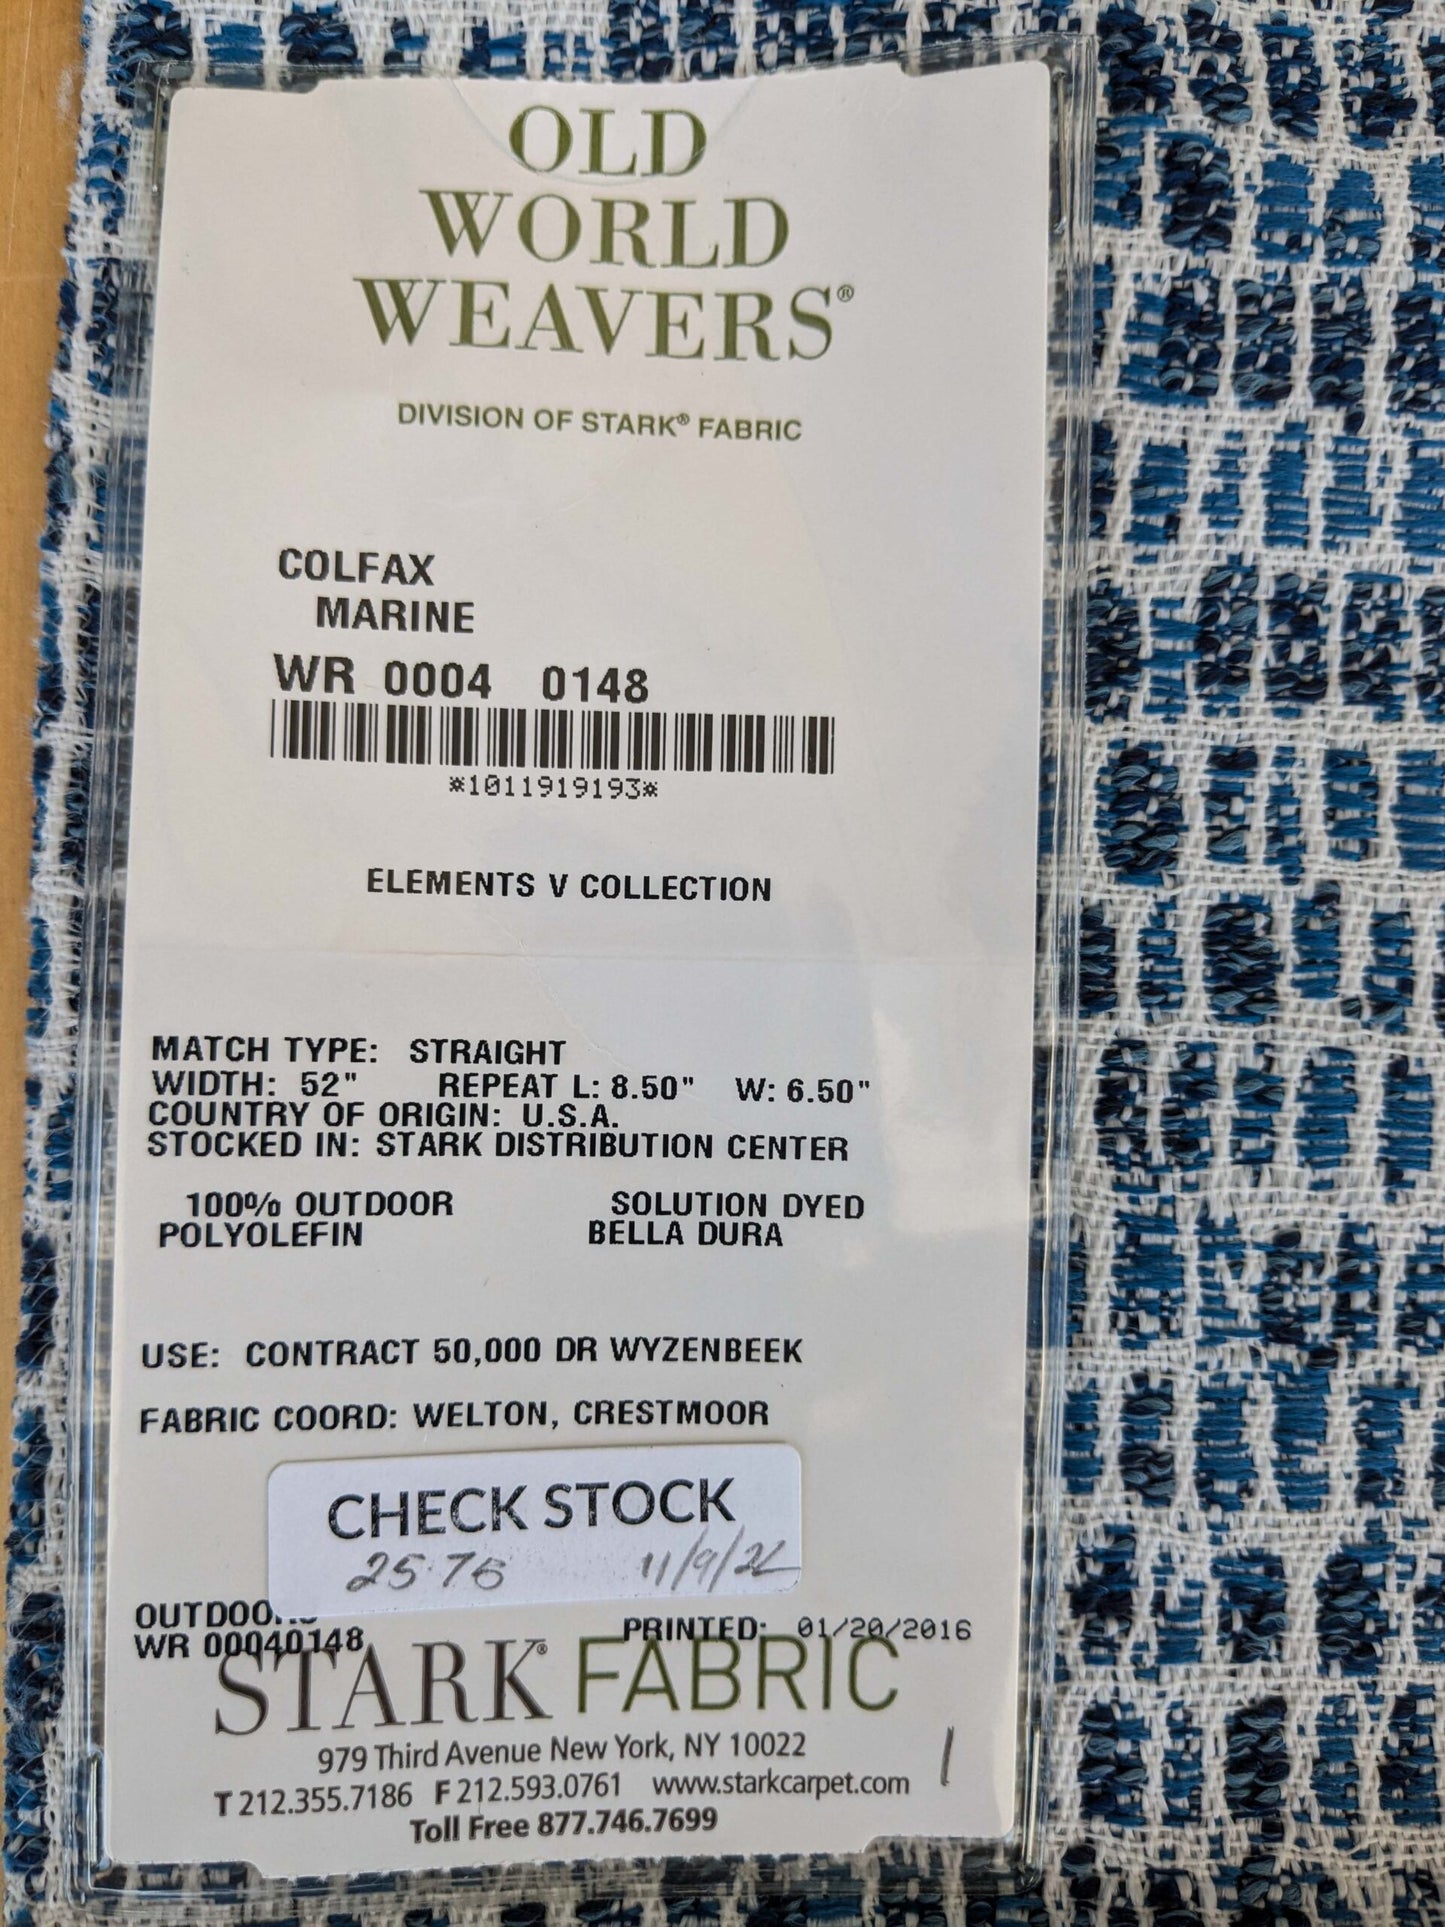 OLD
WORLD
WEAVERS®
DIVISION OF STARK® FABRIC
COLFAX
MARINE
WR 0004 0148
*1011919193*
ELEMENTS V COLLECTION
MATCH TYPE: STRAIGHT
WIDTH: 52" REPEAT L: 8.50" W: 6.50"
COUNTRY OF ORIGIN: U.S.A.
STOCKED IN: STARK DISTRIBUTION CENTER
100% OUTDOOR SOLUTION DYED
POLYOLEFIN BELLA DURA
USE: CONTRACT 50,000 DR WYZENBEEK
FABRIC COORD: WELTON, CRESTMOOR
CHECK STOCK
25.75 11/9/22
PRINTED: 01/20/2016
WR 00040148
STARK® FABRIC
979 Third Avenue New York, NY 10022
T 212.355.7186 F 212.593.0761 www.starkcarpet.com
Toll Free 877.746.7699
1